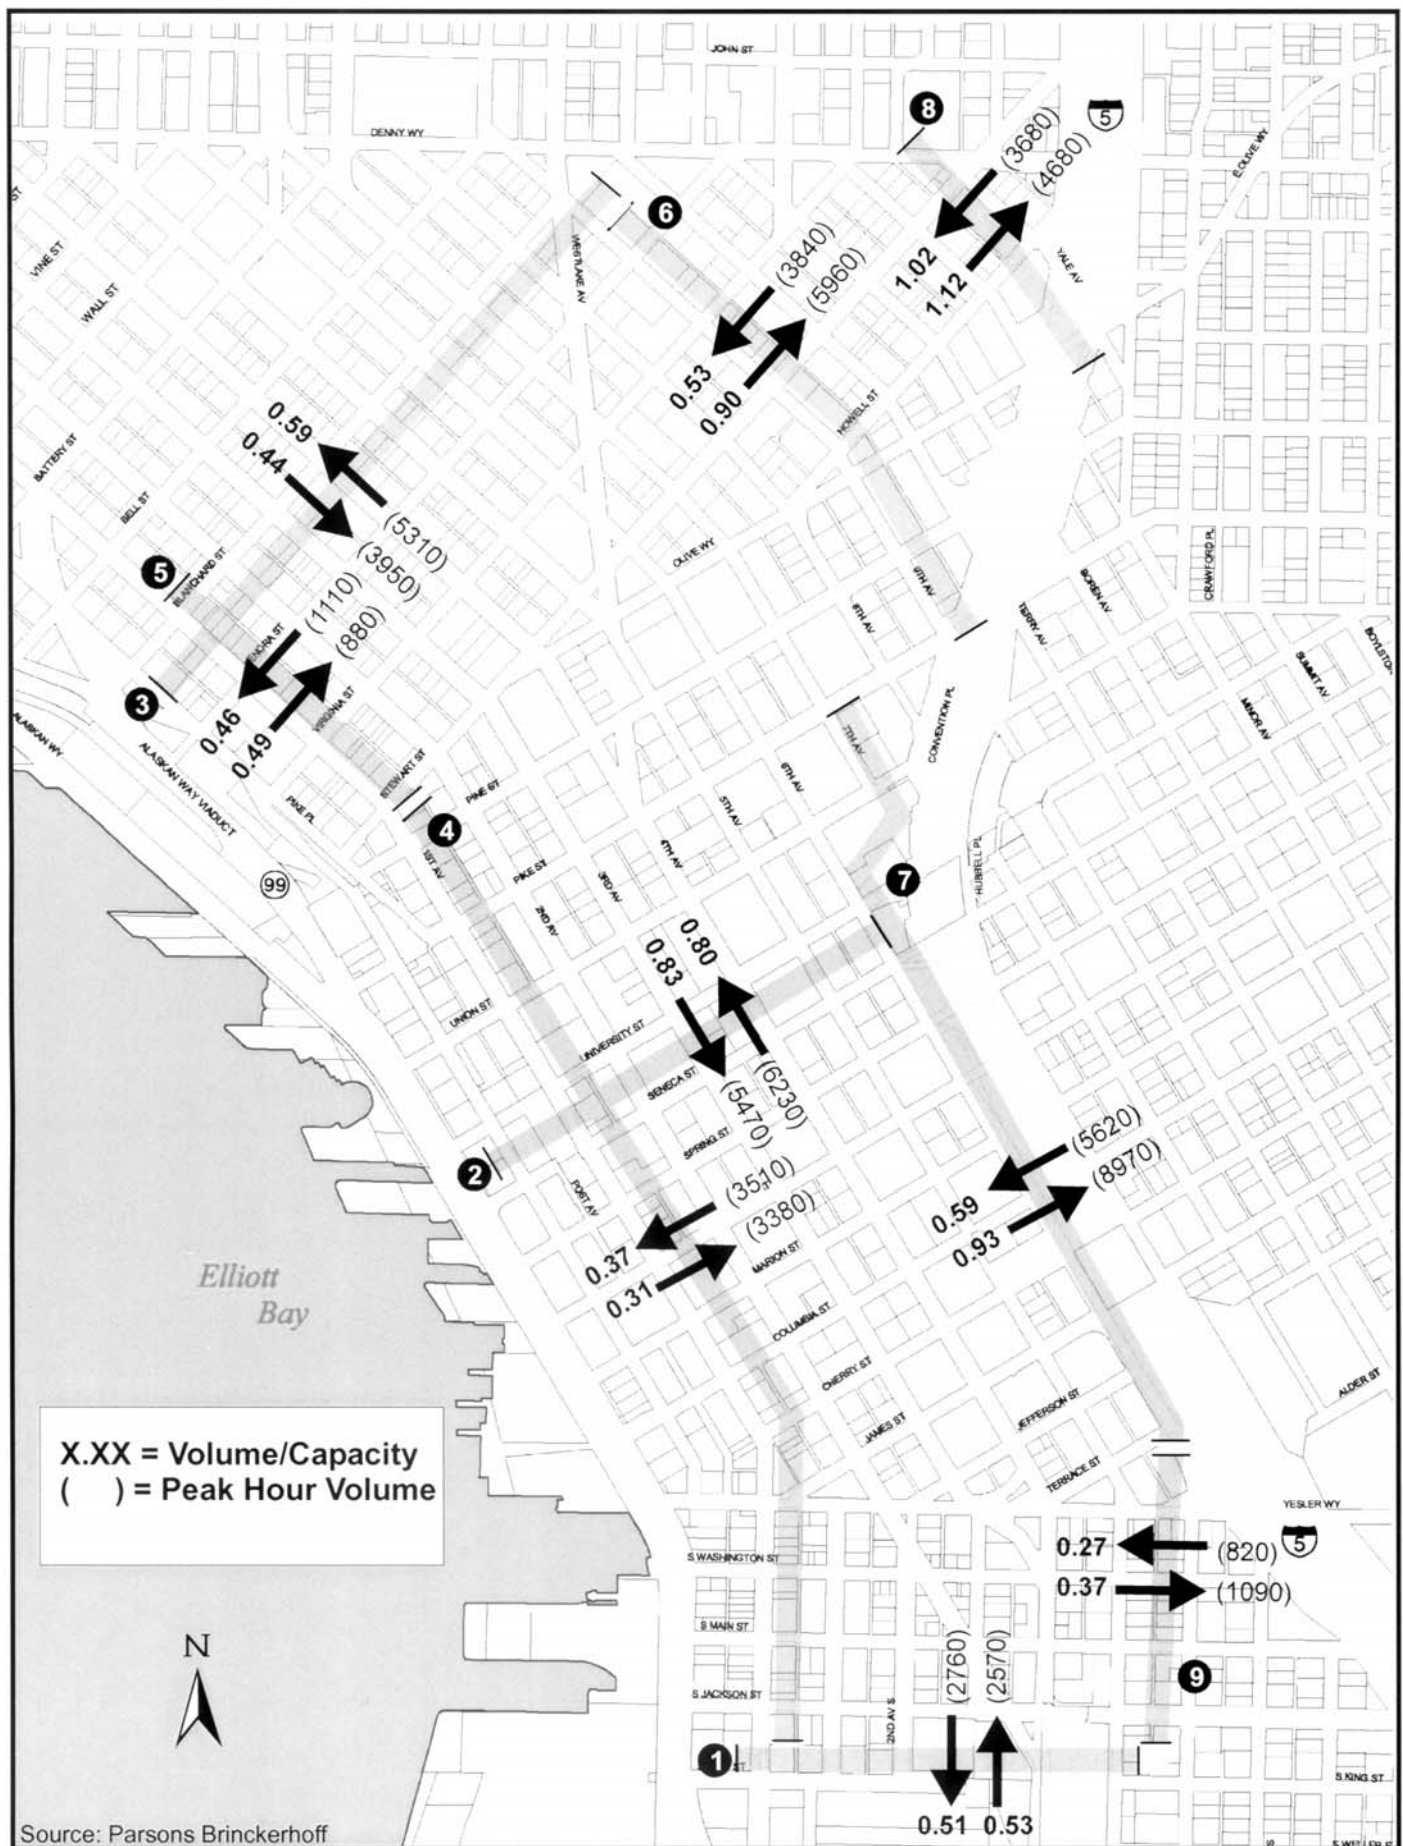 JOHN ST
8
5
(3680)
(4680)
DENNY WY
E OLIVE WY
6
WESTLAKE AV
(3840)
(5960)
1.02
1.12
YALE AV
VINE ST
WALL ST
0.53
0.90
HOWELL ST
0.59
0.44
BATTERY ST
BELL ST
(5310)
(3950)
OLIVE WY
CRAWFORD PL
5
BLANCHARD ST
(1110)
(880)
9TH AV
8TH AV
BOREN AV
TERRY AV
BOYLSTO
SUMMIT AV
MINOR AV
3
VIRGINIA ST
0.46
0.49
ALASKAN WY
ALASKAN WAY VIADUCT
7TH AV
CONVENTION PL
STEWART ST
PINE ST
PINE PL
6TH AV
5TH AV
4
1ST AV
PIKE ST
4TH AV
3RD AV
2ND AV
HUBBELL PL
7
99
0.80
0.83
UNION ST
UNIVERSITY ST
SENECA ST
(6230)
(5470)
SPRING ST
2
POST AV
(3510)
(3380)
(5620)
(8970)
0.59
0.93
0.37
0.31
MARION ST
COLUMBIA ST
CHERRY ST
JAMES ST
JEFFERSON ST
TERRACE ST
ALDER ST
Elliott
Bay
X.XX = Volume/Capacity
( ) = Peak Hour Volume
YESLER WY
5
0.27
(820)
0.37
(1090)
S WASHINGTON ST
S MAIN ST
(2760)
(2570)
N
9
S JACKSON ST
2ND AV S
1
ST
S KING ST
0.51
0.53
Source: Parsons Brinckerhoff